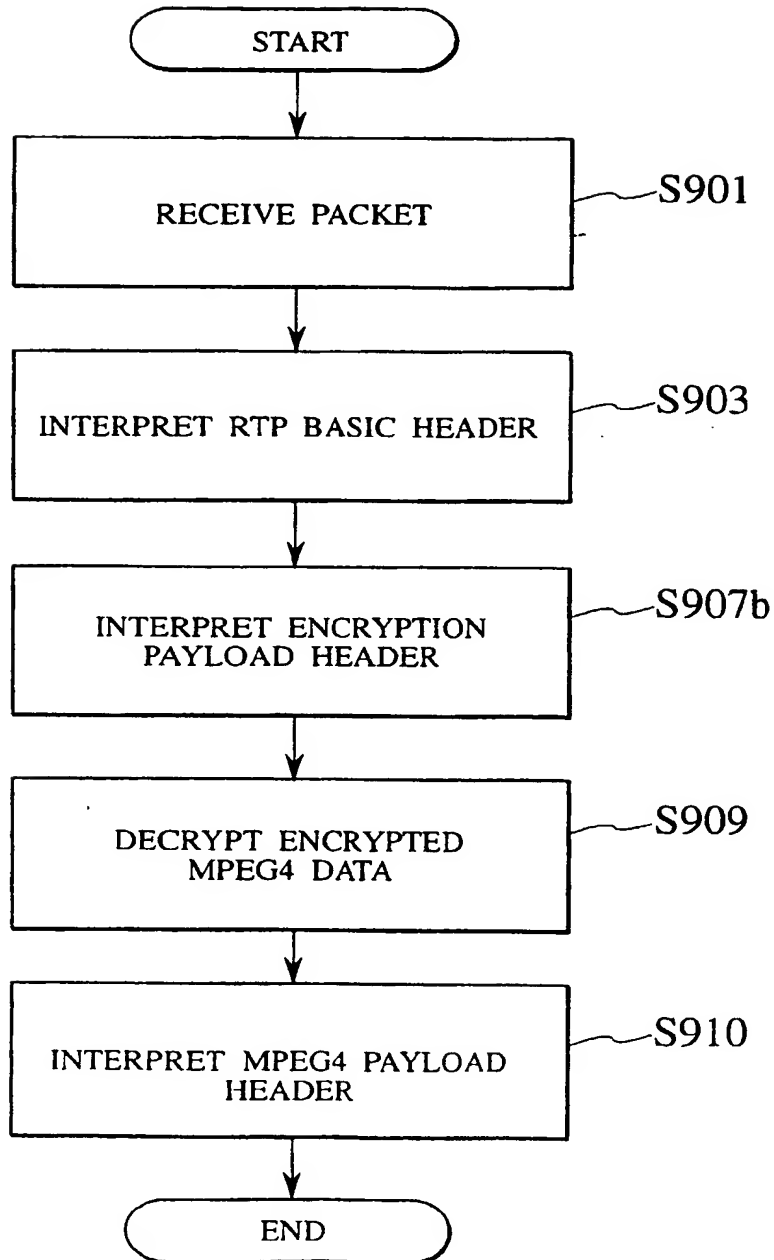 START
RECEIVE PACKET
S901
INTERPRET RTP BASIC HEADER
S903
INTERPRET ENCRYPTION
PAYLOAD HEADER
S907b
DECRYPT ENCRYPTED
MPEG4 DATA
S909
INTERPRET MPEG4 PAYLOAD
HEADER
S910
END